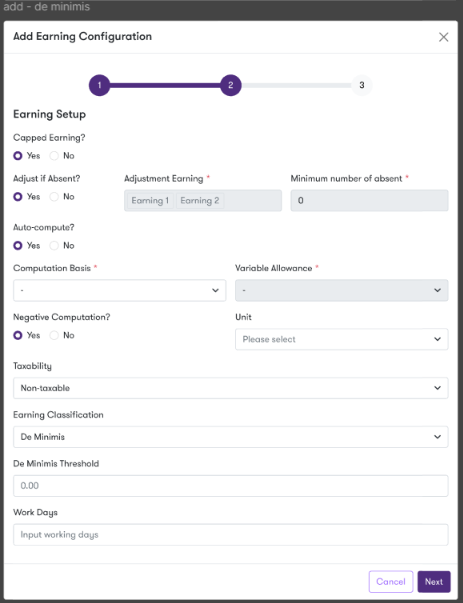 add - de minimis
Add Earning Configuration
1 2 3
Earning Setup
Capped Earning?
Yes No
Adjust if Absent? Adjustment Earning * Minimum number of absent *
Yes No Earning 1 Earning 2 0
Auto-compute?
Yes No
Computation Basis * Variable Allowance *
- -
Negative Computation? Unit
Yes No Please select
Taxability
Non-taxable
Earning Classification
De Minimis
De Minimis Threshold
0.00
Work Days
Input working days
Cancel Next